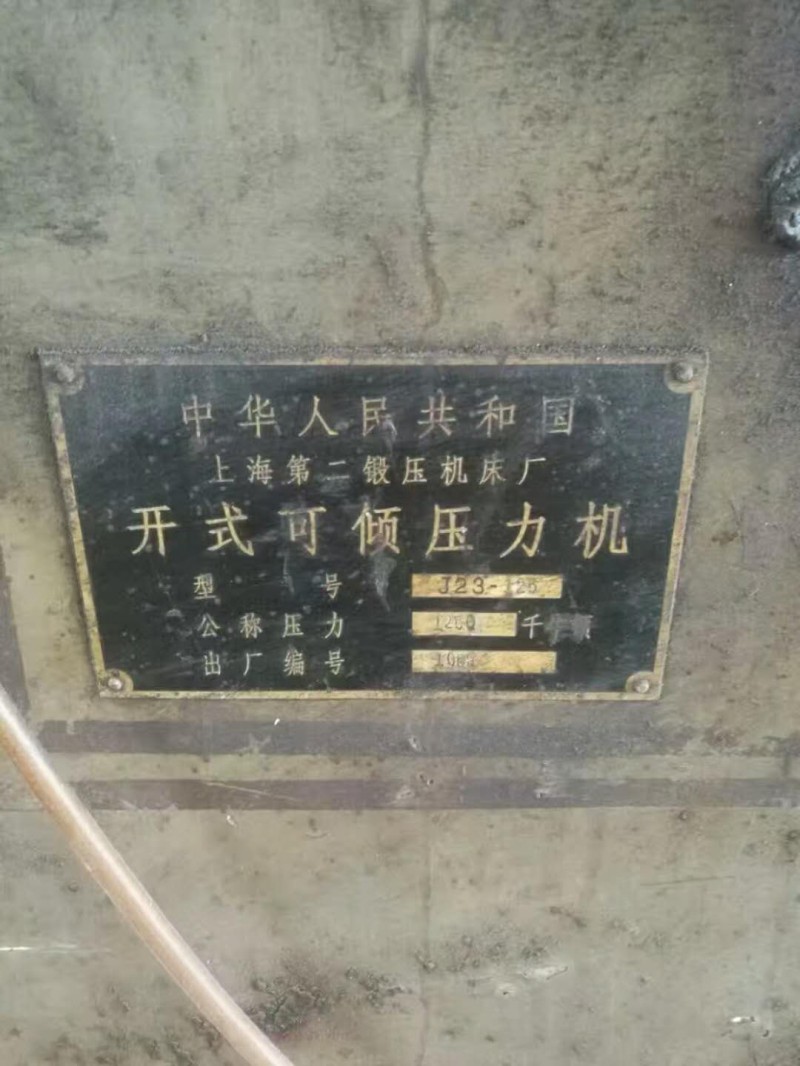 中华人民共和国
上海第二锻压机床厂
开式可倾压力机
型号 J23-
公称压力 千
出厂编号